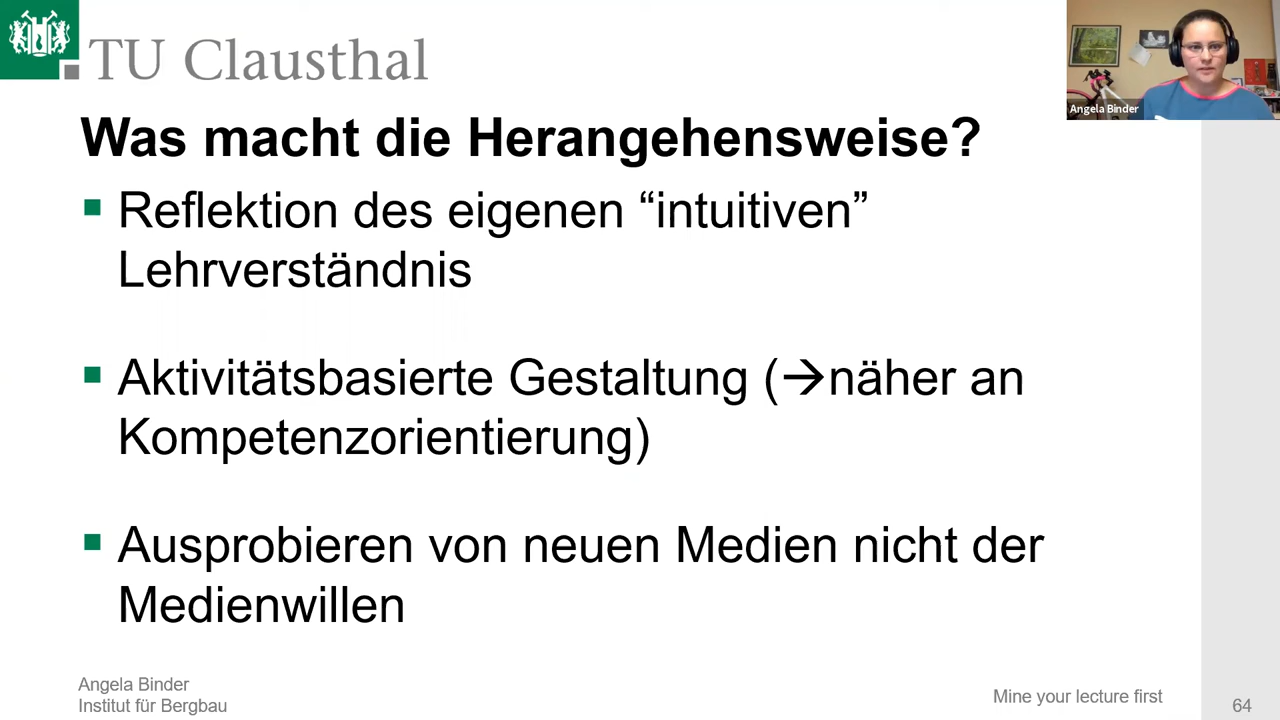 TU Clausthal
Angela Binder
Was macht die Herangehensweise?
Reflektion des eigenen “intuitiven”
Lehrverständnis
Aktivitätsbasierte Gestaltung (→näher an
Kompetenzorientierung)
Ausprobieren von neuen Medien nicht der
Medienwillen
Angela Binder
Institut für Bergbau
Mine your lecture first
64